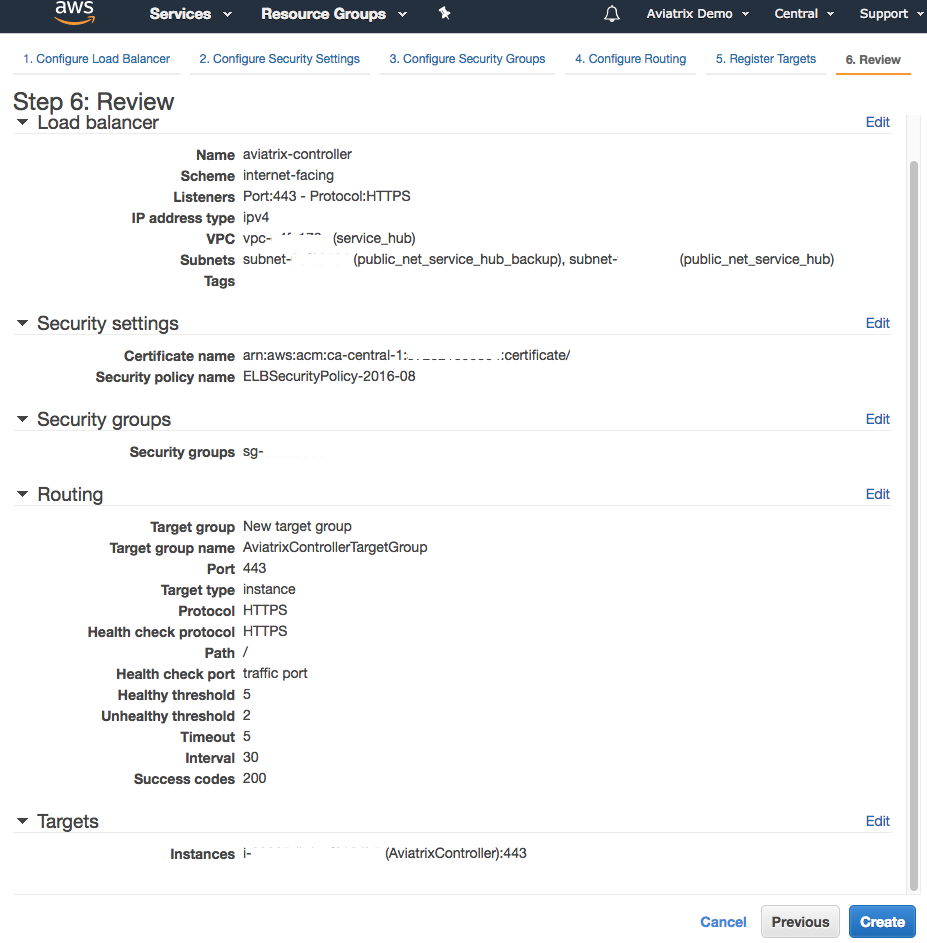 aws Services Resource Groups Aviatrix Demo Central Support
1. Configure Load Balancer 2. Configure Security Settings 3. Configure Security Groups 4. Configure Routing 5. Register Targets 6. Review
Step 6: Review
Load balancer Edit
Name aviatrix-controller
Scheme internet-facing
Listeners Port:443 - Protocol:HTTPS
IP address type ipv4
VPC vpc- (service_hub)
Subnets subnet- (public_net_service_hub_backup), subnet- (public_net_service_hub)
Tags
Security settings Edit
Certificate name arn:aws:acm:ca-central-1: :certificate/
Security policy name ELBSecurityPolicy-2016-08
Security groups Edit
Security groups sg-
Routing Edit
Target group New target group
Target group name AviatrixControllerTargetGroup
Port 443
Target type instance
Protocol HTTPS
Health check protocol HTTPS
Path /
Health check port traffic port
Healthy threshold 5
Unhealthy threshold 2
Timeout 5
Interval 30
Success codes 200
Targets Edit
Instances i- (AviatrixController):443
Cancel Previous Create